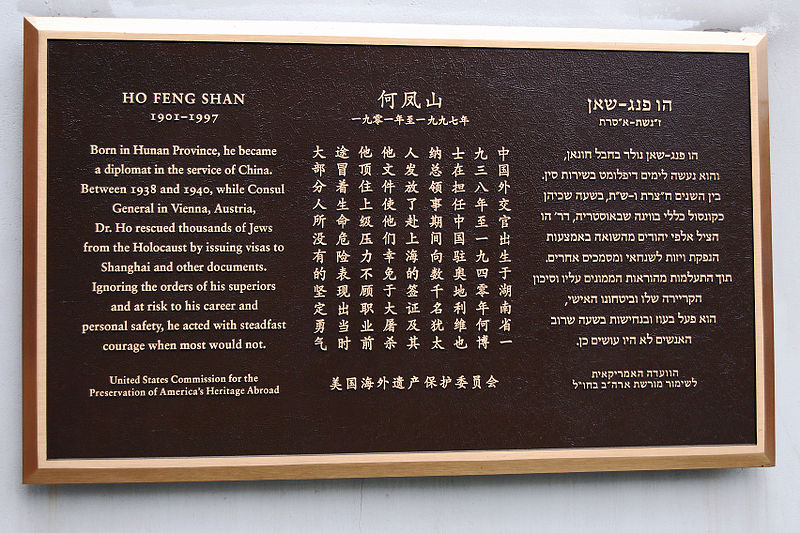 HO FENG SHAN
1901–1997
Born in Hunan Province, he became
a diplomat in the service of China.
Between 1938 and 1940, while Consul
General in Vienna, Austria,
Dr. Ho rescued thousands of Jews
from the Holocaust by issuing visas to
Shanghai and other documents.
Ignoring the orders of his superiors
and at risk to his career and
personal safety, he acted with steadfast
courage when most would not.
United States Commission for the
Preservation of America's Heritage Abroad
何凤山
一九零一年至一九九七年
中国外交官出生于湖南省一
九三八年至一九四零年何博
士在担任中国驻奥地利维也
纳总领事期间向数千名犹太
人发放了赴上海的签证及其
他文件使他们幸免于大屠杀
他顶住上级压力不顾职业前
途冒着生命危险表现出当时
大部分人所没有的坚定勇气
美国海外遗产保护委员会
הו פנג-שאן
ז״נשת-א״סרת
הו פנג-שאן נולד בחבל חונאן,
והוא נעשה לימים דיפלומט בשירות סין.
בין השנים ח״צרת ו-ש״ת, בשעה שכיהן
כקונסול כללי בווינה שבאוסטריה, דר׳ הו
הציל אלפי יהודים מהשואה באמצעות
הנפקת ויזות לשנחאי ומסמכים אחרים.
תוך התעלמות מהוראות הממונים עליו וסיכון
הקריירה שלו וביטחונו האישי,
הוא פעל בעוז ובנחישות בשעה שרוב
האנשים לא היו עושים כן.
הוועדה האמריקאית
לשימור מורשת ארה״ב בחו״ל